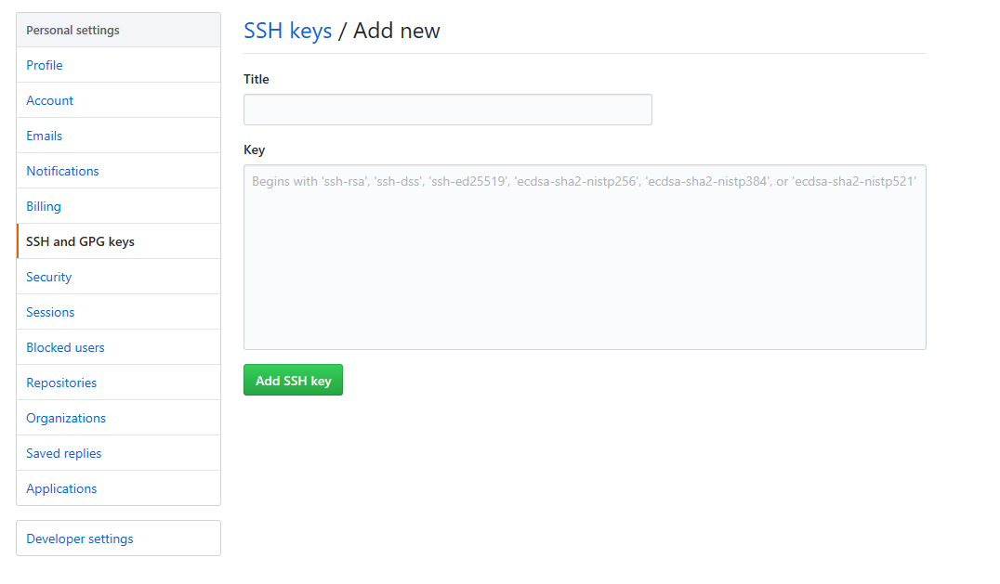 Personal settings
Profile
Account
Emails
Notifications
Billing
SSH and GPG keys
Security
Sessions
Blocked users
Repositories
Organizations
Saved replies
Applications
Developer settings
SSH keys / Add new
Title
Key
Begins with 'ssh-rsa', 'ssh-dss', 'ssh-ed25519', 'ecdsa-sha2-nistp256', 'ecdsa-sha2-nistp384', or 'ecdsa-sha2-nistp521'
Add SSH key